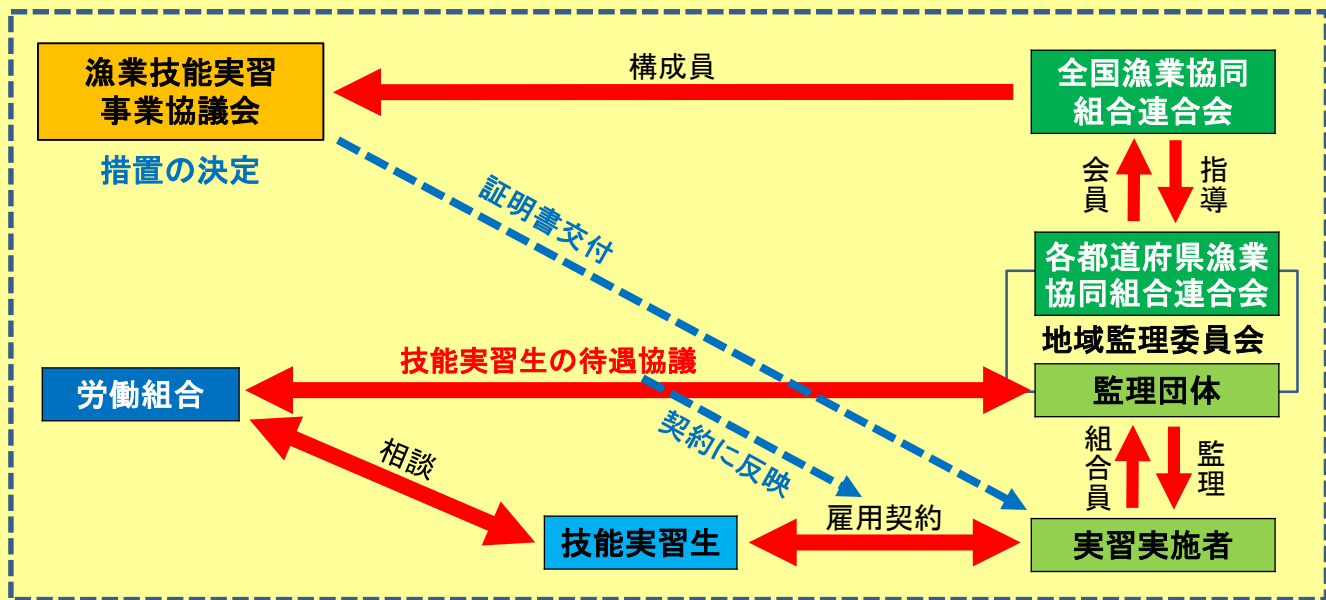 漁業技能実習
事業協議会
措置の決定
構成員
全国漁業協同
組合連合会
会員
指導
証明書交付
各都道府県漁業
協同組合連合会
地域監理委員会
技能実習生の待遇協議
労働組合
監理団体
契約に反映
相談
組合員
監理
雇用契約
技能実習生
実習実施者